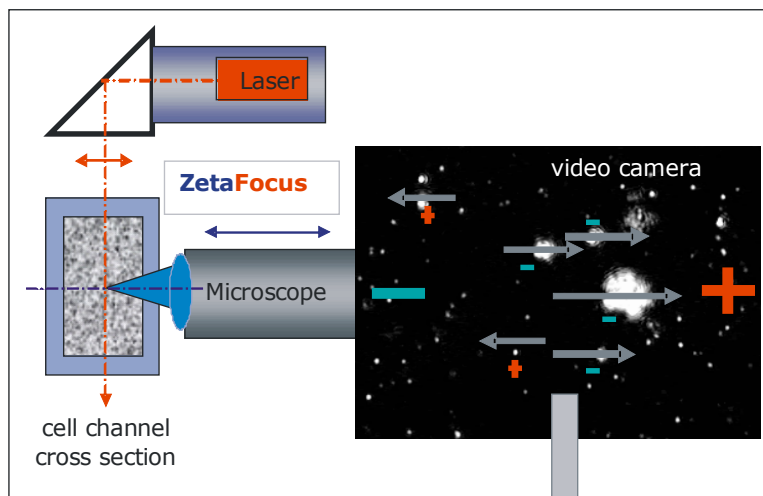 Laser
video camera
ZetaFocus
Microscope
cell channel
cross section